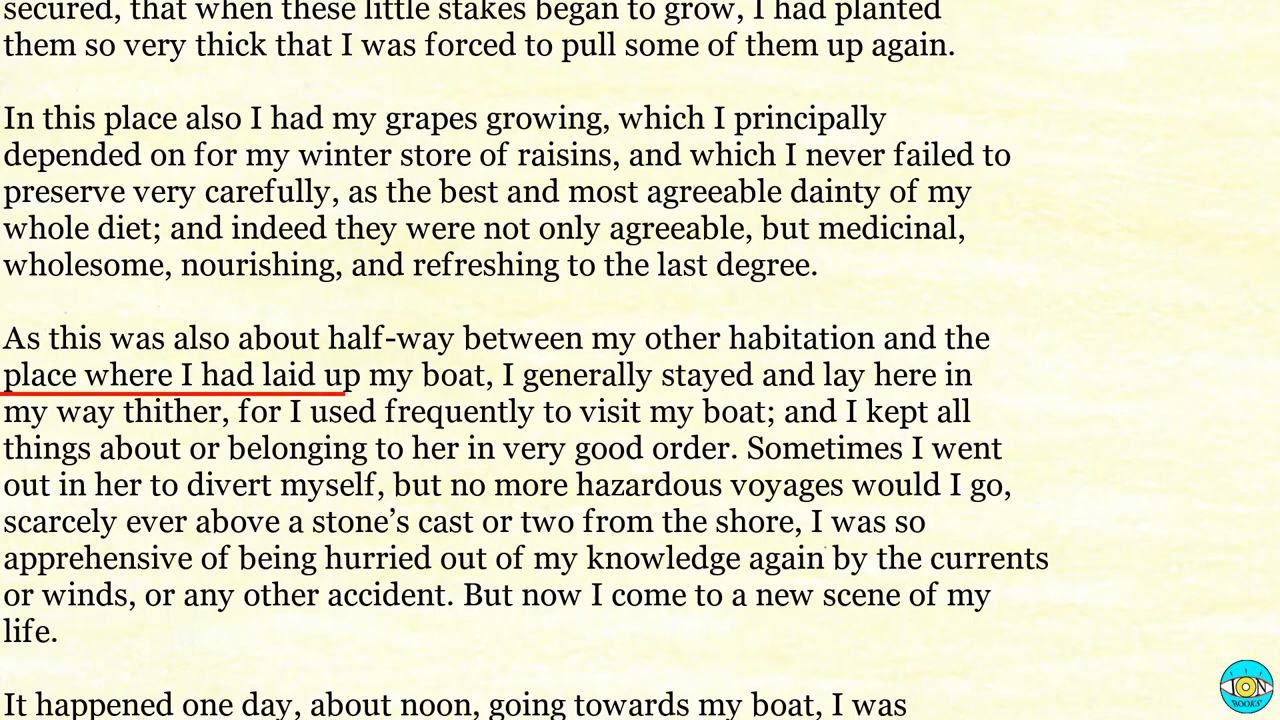 secured, that when these little stakes began to grow, I had planted
them so very thick that I was forced to pull some of them up again.
In this place also I had my grapes growing, which I principally
depended on for my winter store of raisins, and which I never failed to
preserve very carefully, as the best and most agreeable dainty of my
whole diet; and indeed they were not only agreeable, but medicinal,
wholesome, nourishing, and refreshing to the last degree.
As this was also about half-way between my other habitation and the
place where I had laid up my boat, I generally stayed and lay here in
my way thither, for I used frequently to visit my boat; and I kept all
things about or belonging to her in very good order. Sometimes I went
out in her to divert myself, but no more hazardous voyages would I go,
scarcely ever above a stone’s cast or two from the shore, I was so
apprehensive of being hurried out of my knowledge again by the currents
or winds, or any other accident. But now I come to a new scene of my
life.
It happened one day, about noon, going towards my boat, I was
ION
BOOKS